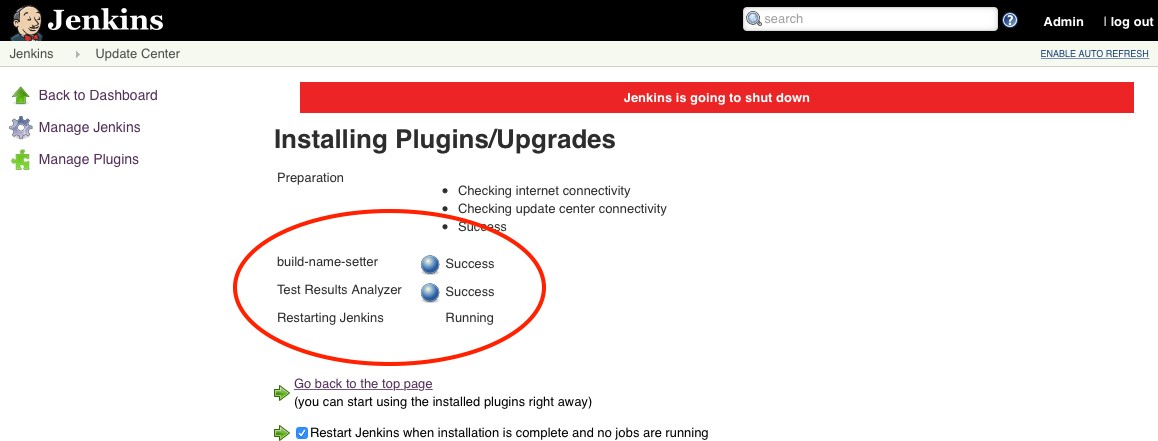 Jenkins
search
?
Admin | log out
Jenkins Update Center
ENABLE AUTO REFRESH
Back to Dashboard
Manage Jenkins
Manage Plugins
Jenkins is going to shut down
Installing Plugins/Upgrades
Preparation
• Checking internet connectivity
• Checking update center connectivity
• Success
build-name-setter Success
Test Results Analyzer Success
Restarting Jenkins Running
Go back to the top page
(you can start using the installed plugins right away)
Restart Jenkins when installation is complete and no jobs are running